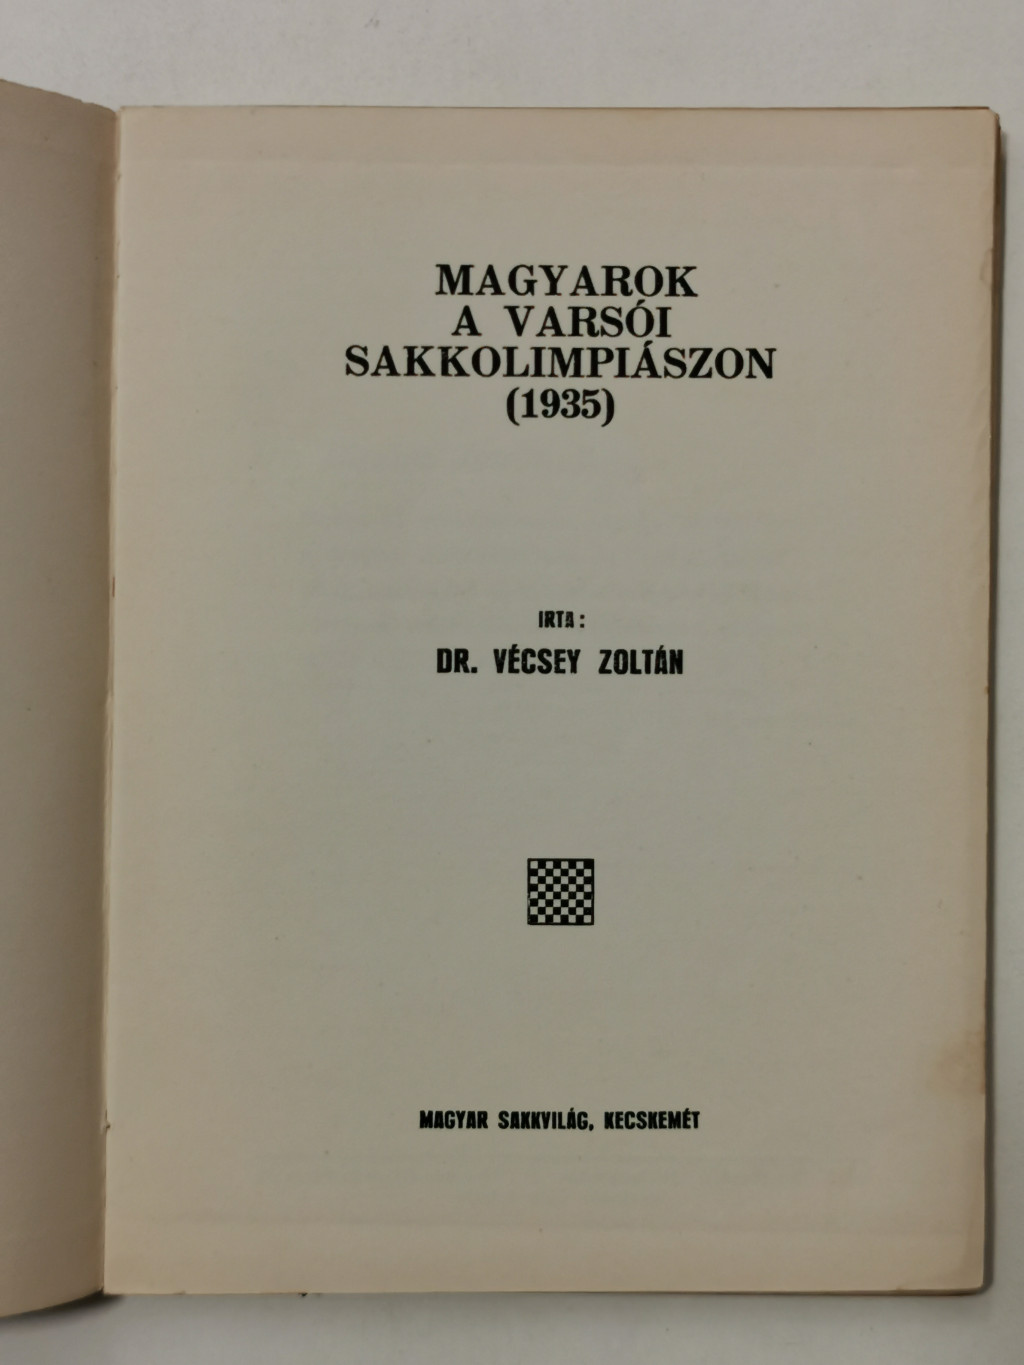 MAGYAROK
A VARSÓI
SAKKOLIMPIÁSZON
(1935)
IRTA:
DR. VÉCSEY ZOLTÁN
MAGYAR SAKKVILÁG, KECSKEMÉT